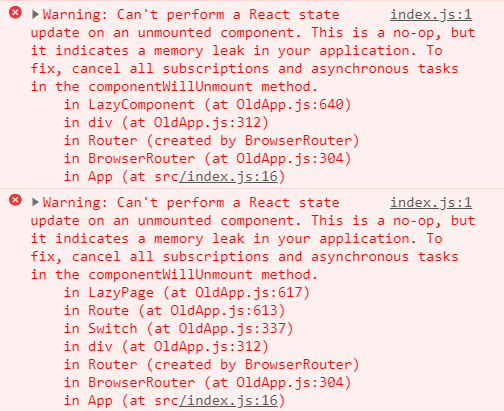 Warning: Can't perform a React state index.js:1
update on an unmounted component. This is a no-op, but
it indicates a memory leak in your application. To
fix, cancel all subscriptions and asynchronous tasks
in the componentWillUnmount method.
in LazyComponent (at OldApp.js:640)
in div (at OldApp.js:312)
in Router (created by BrowserRouter)
in BrowserRouter (at OldApp.js:304)
in App (at src/index.js:16)
Warning: Can't perform a React state index.js:1
update on an unmounted component. This is a no-op, but
it indicates a memory leak in your application. To
fix, cancel all subscriptions and asynchronous tasks
in the componentWillUnmount method.
in LazyPage (at OldApp.js:617)
in Route (at OldApp.js:613)
in Switch (at OldApp.js:337)
in div (at OldApp.js:312)
in Router (created by BrowserRouter)
in BrowserRouter (at OldApp.js:304)
in App (at src/index.js:16)